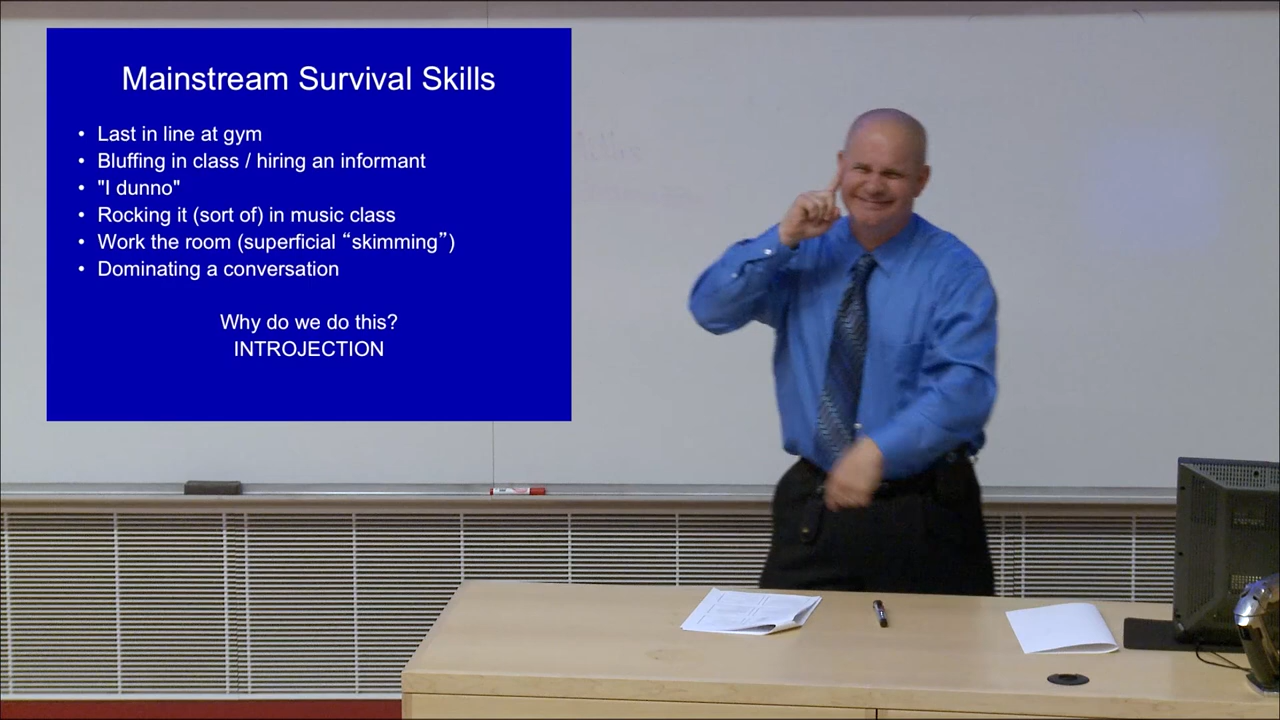 Mainstream Survival Skills
• Last in line at gym
• Bluffing in class / hiring an informant
• "I dunno"
• Rocking it (sort of) in music class
• Work the room (superficial “skimming”)
• Dominating a conversation
Why do we do this?
INTROJECTION